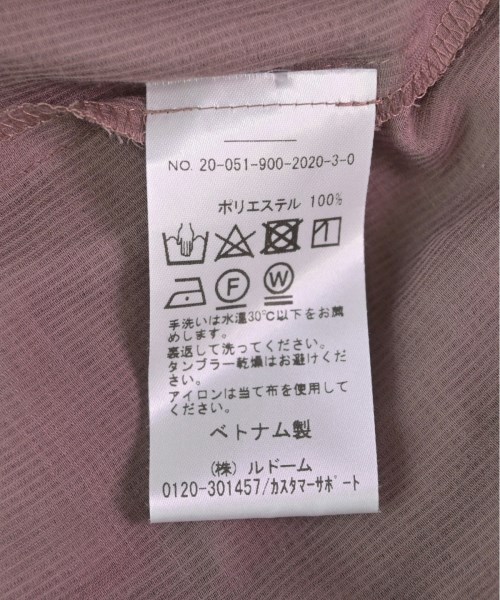 NO. 20-051-900-2020-3-0
ポリエステル 100%
F W
手洗いは水温30℃以下をお薦
めします。
裏返して洗ってください。
タンブラー乾燥はお避けくだ
さい。
アイロンは当て布を使用して
ください。
ベトナム製
(株) ルドーム
0120-301457/カスタマーサポート